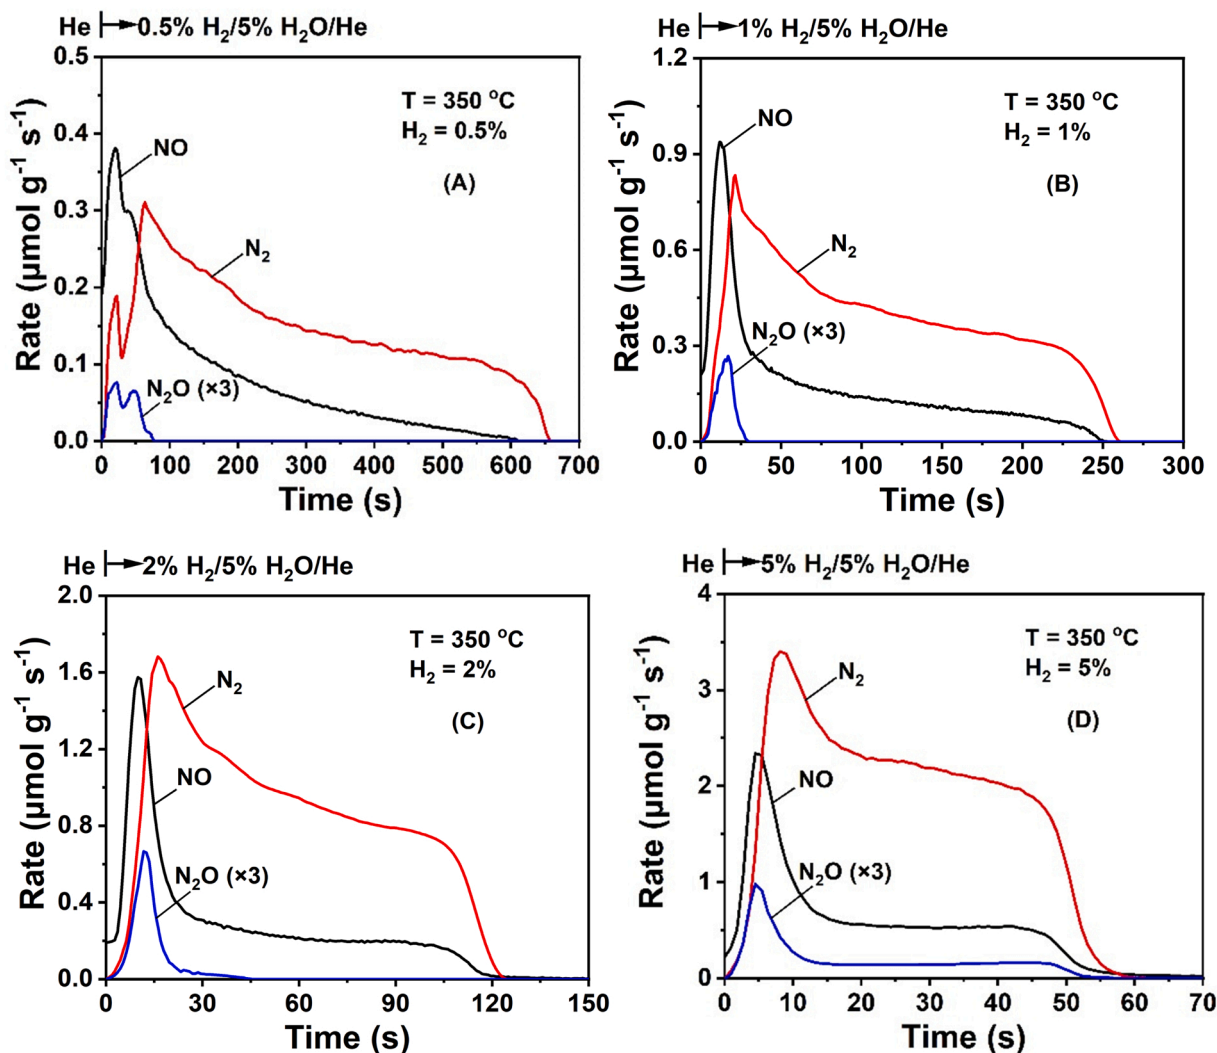 He 0.5% H₂/5% H₂O/He
0.5
0.4
0.3
0.2
0.1
0.0
Rate (μmol g⁻¹ s⁻¹)
T = 350 °C
H₂ = 0.5%
(A)
NO
N₂
N₂O (×3)
0 100 200 300 400 500 600 700
Time (s)
He 1% H₂/5% H₂O/He
1.2
0.9
0.6
0.3
0.0
Rate (μmol g⁻¹ s⁻¹)
T = 350 °C
H₂ = 1%
(B)
NO
N₂
N₂O (×3)
0 50 100 150 200 250 300
Time (s)
He 2% H₂/5% H₂O/He
2.0
1.6
1.2
0.8
0.4
0.0
Rate (μmol g⁻¹ s⁻¹)
T = 350 °C
H₂ = 2%
(C)
N₂
NO
N₂O (×3)
0 30 60 90 120 150
Time (s)
He 5% H₂/5% H₂O/He
4
3
2
1
0
Rate (μmol g⁻¹ s⁻¹)
T = 350 °C
H₂ = 5%
(D)
N₂
NO
N₂O (×3)
0 10 20 30 40 50 60 70
Time (s)